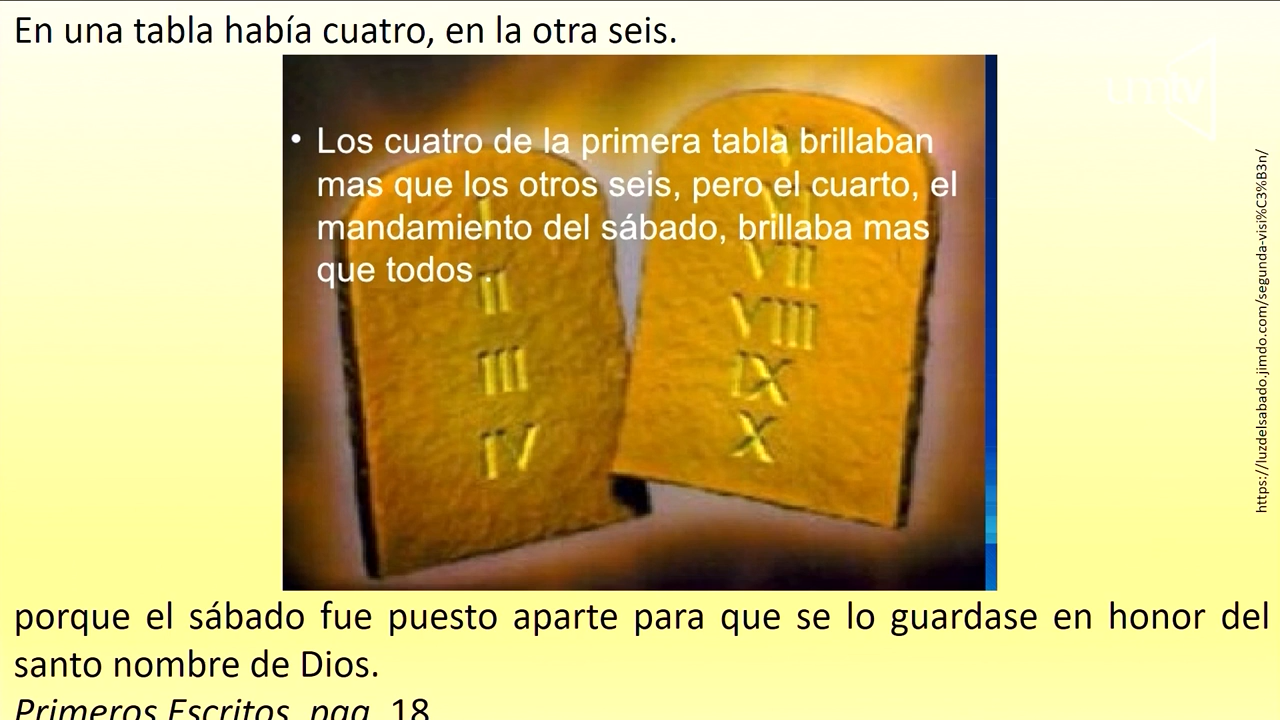 En una tabla había cuatro, en la otra seis.
• Los cuatro de la primera tabla brillaban
mas que los otros seis, pero el cuarto, el
mandamiento del sábado, brillaba mas
que todos .
I
II
III
IV
V
VI
VII
VIII
IX
X
porque el sábado fue puesto aparte para que se lo guardase en honor del
santo nombre de Dios.
Primeros Escritos, pag. 18
https://luzdelsabado.jimdo.com/segunda-visi%C3%B3n/